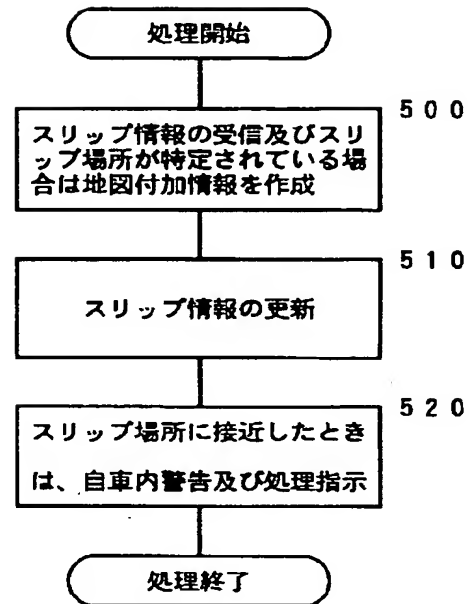 処理開始
500
スリップ情報の受信及びスリ
ップ場所が特定されている場
合は地図付加情報を作成
510
スリップ情報の更新
520
スリップ場所に接近したとき
は、自車内警告及び処理指示
処理終了